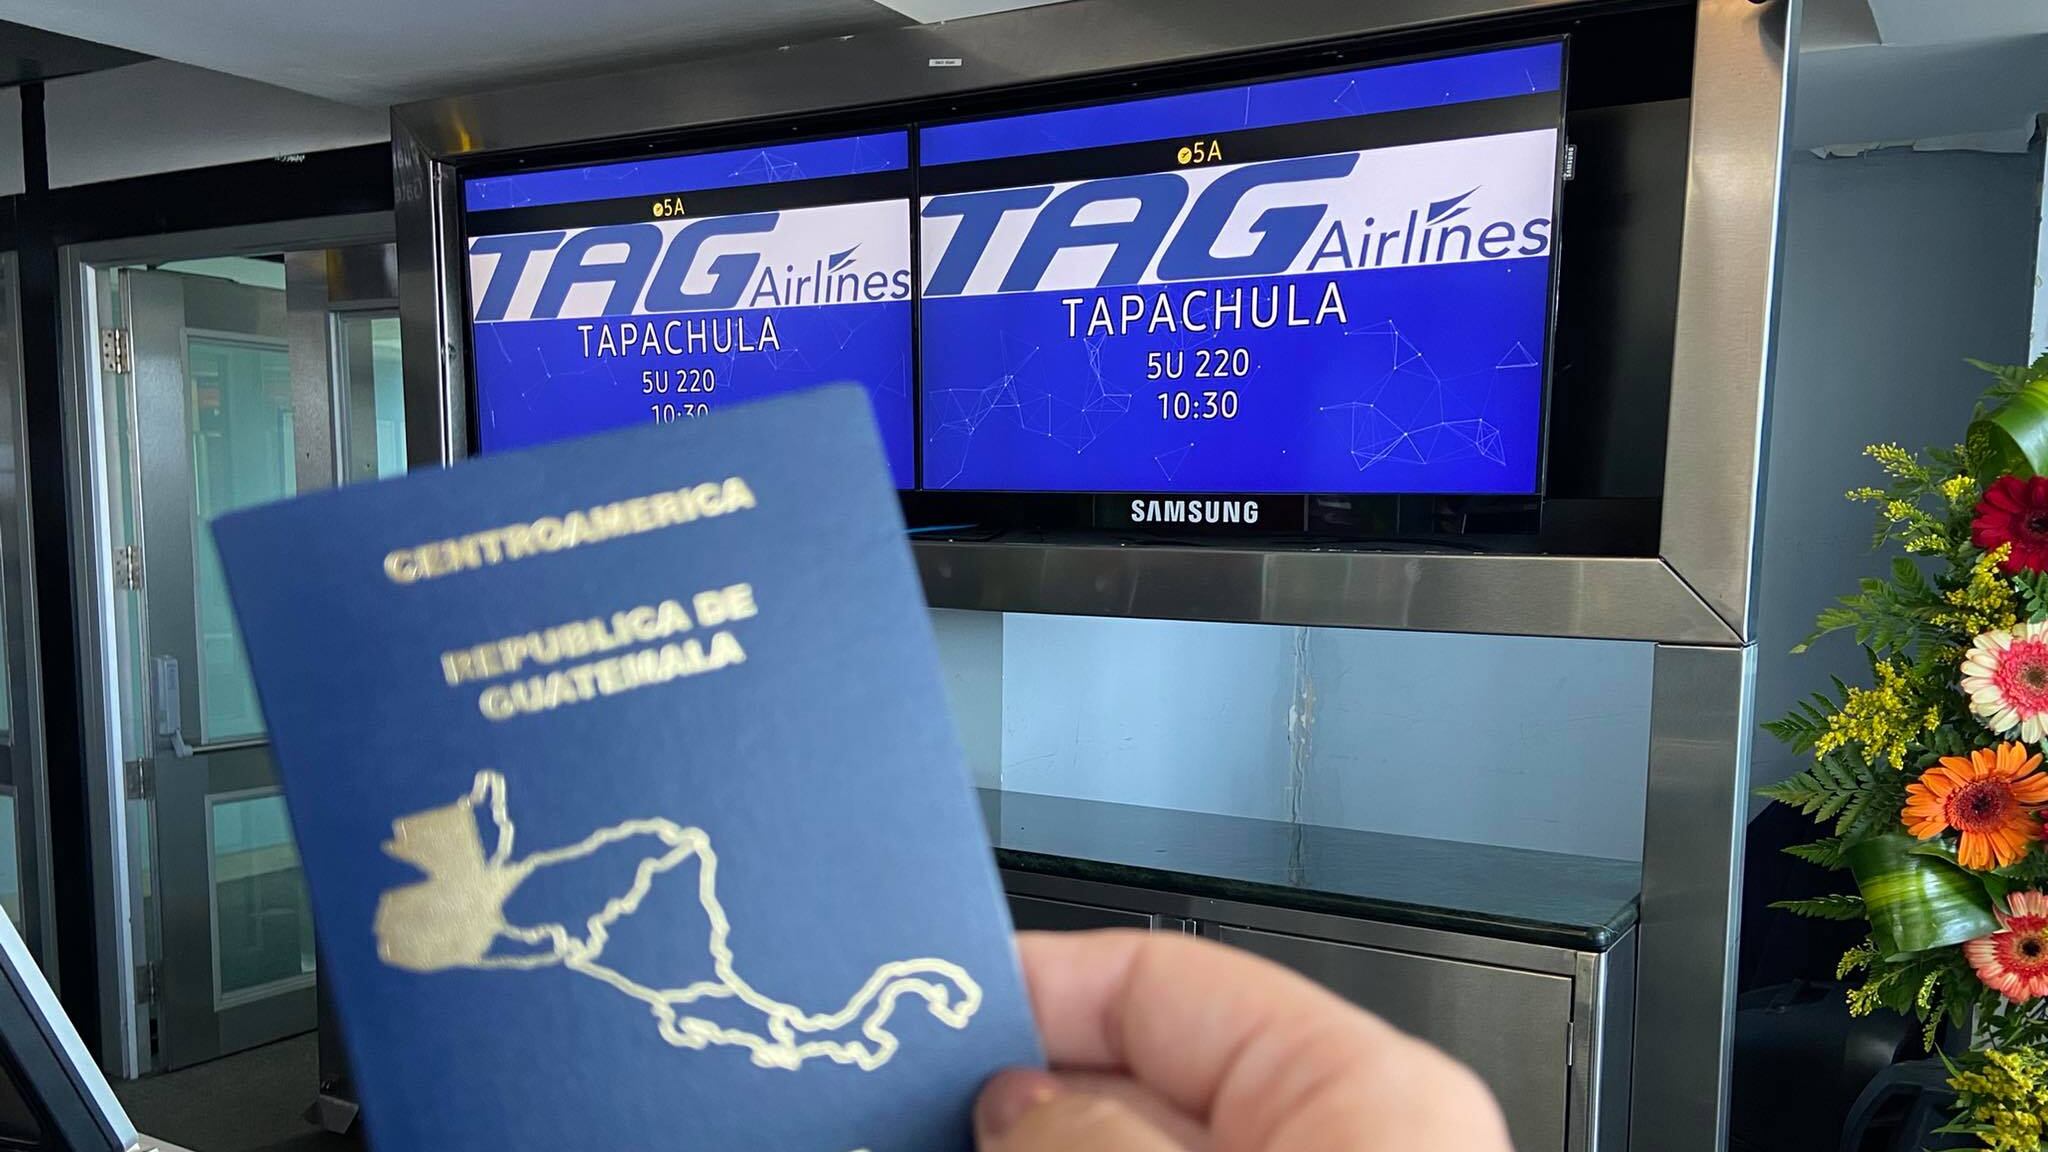 5A
TAG Airlines
TAPACHULA
5U 220
10:30
5A
TAG Airlines
TAPACHULA
5U 220
10:30
SAMSUNG
SAMSUNG
CENTROAMERICA
REPUBLICA DE
GUATEMALA